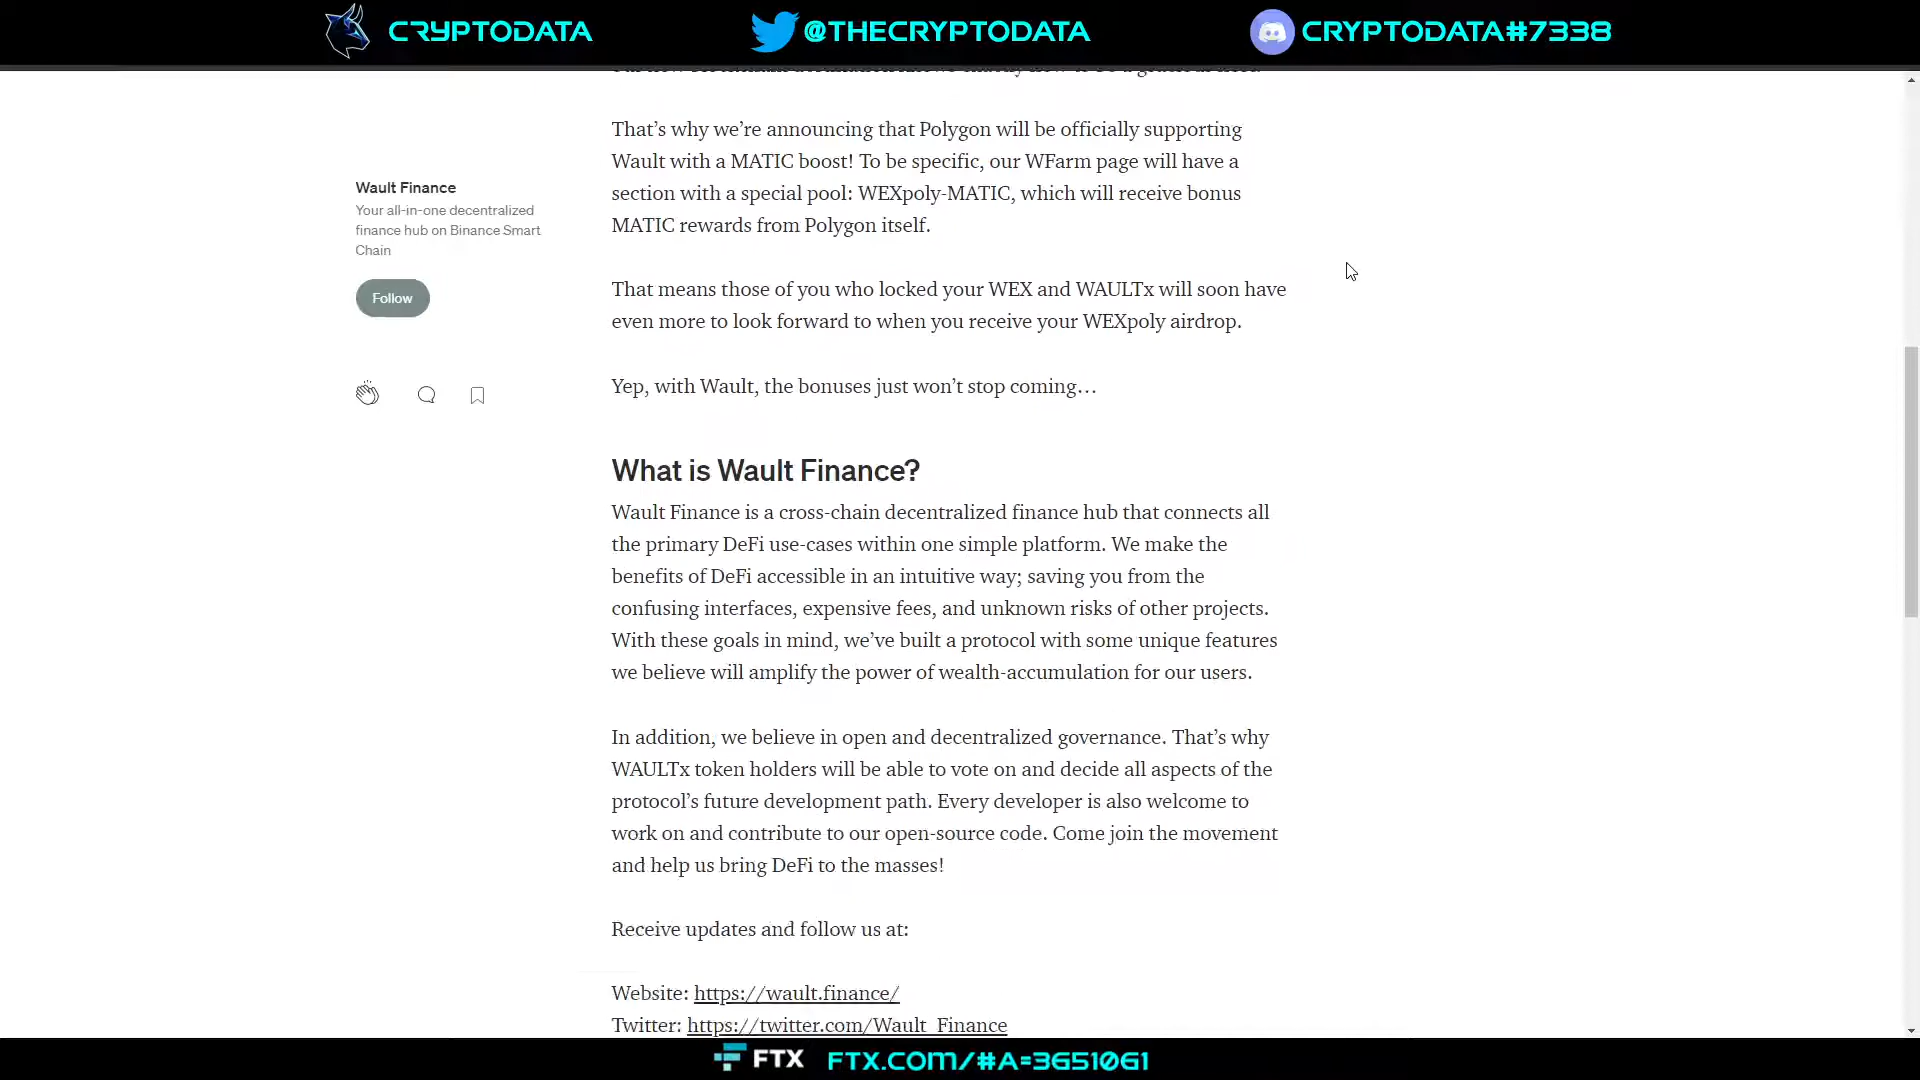 CRYPTODATA
@THECRYPTODATA
CRYPTODATA#7338
That's why we're announcing that Polygon will be officially supporting
Wault with a MATIC boost! To be specific, our WFarm page will have a
section with a special pool: WEXpoly-MATIC, which will receive bonus
MATIC rewards from Polygon itself.
Wault Finance
Your all-in-one decentralized
finance hub on Binance Smart
Chain
Follow
That means those of you who locked your WEX and WAULTx will soon have
even more to look forward to when you receive your WEXpoly airdrop.
Yep, with Wault, the bonuses just won't stop coming…
What is Wault Finance?
Wault Finance is a cross-chain decentralized finance hub that connects all
the primary DeFi use-cases within one simple platform. We make the
benefits of DeFi accessible in an intuitive way; saving you from the
confusing interfaces, expensive fees, and unknown risks of other projects.
With these goals in mind, we've built a protocol with some unique features
we believe will amplify the power of wealth-accumulation for our users.
In addition, we believe in open and decentralized governance. That's why
WAULTx token holders will be able to vote on and decide all aspects of the
protocol's future development path. Every developer is also welcome to
work on and contribute to our open-source code. Come join the movement
and help us bring DeFi to the masses!
Receive updates and follow us at:
Website: https://wault.finance/
Twitter: https://twitter.com/Wault_Finance
FTX
FTX.COM/#A=3651061